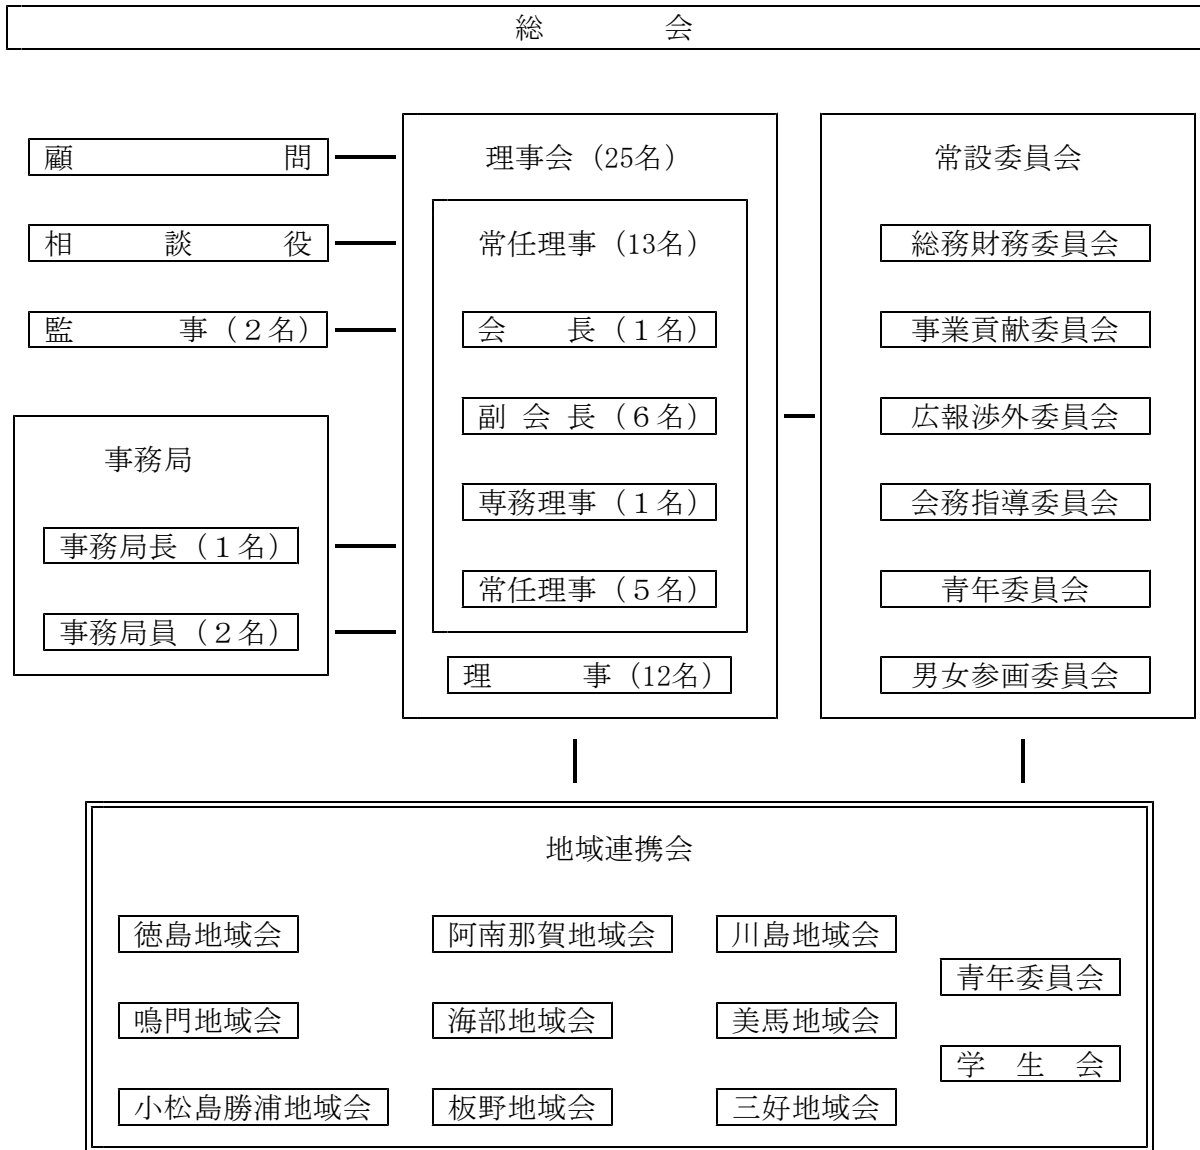 総　　　会
顧　　　　問
相　　談　　役
監　　　事（２名）
事務局
事務局長（１名）
事務局員（２名）
理事会（25名）
常任理事（13名）
会　　長（１名）
副 会 長（６名）
専務理事（１名）
常任理事（５名）
理　　　事（12名）
常設委員会
総務財務委員会
事業貢献委員会
広報渉外委員会
会務指導委員会
青年委員会
男女参画委員会
地域連携会
徳島地域会
鳴門地域会
小松島勝浦地域会
阿南那賀地域会
海部地域会
板野地域会
川島地域会
美馬地域会
三好地域会
青年委員会
学　生　会